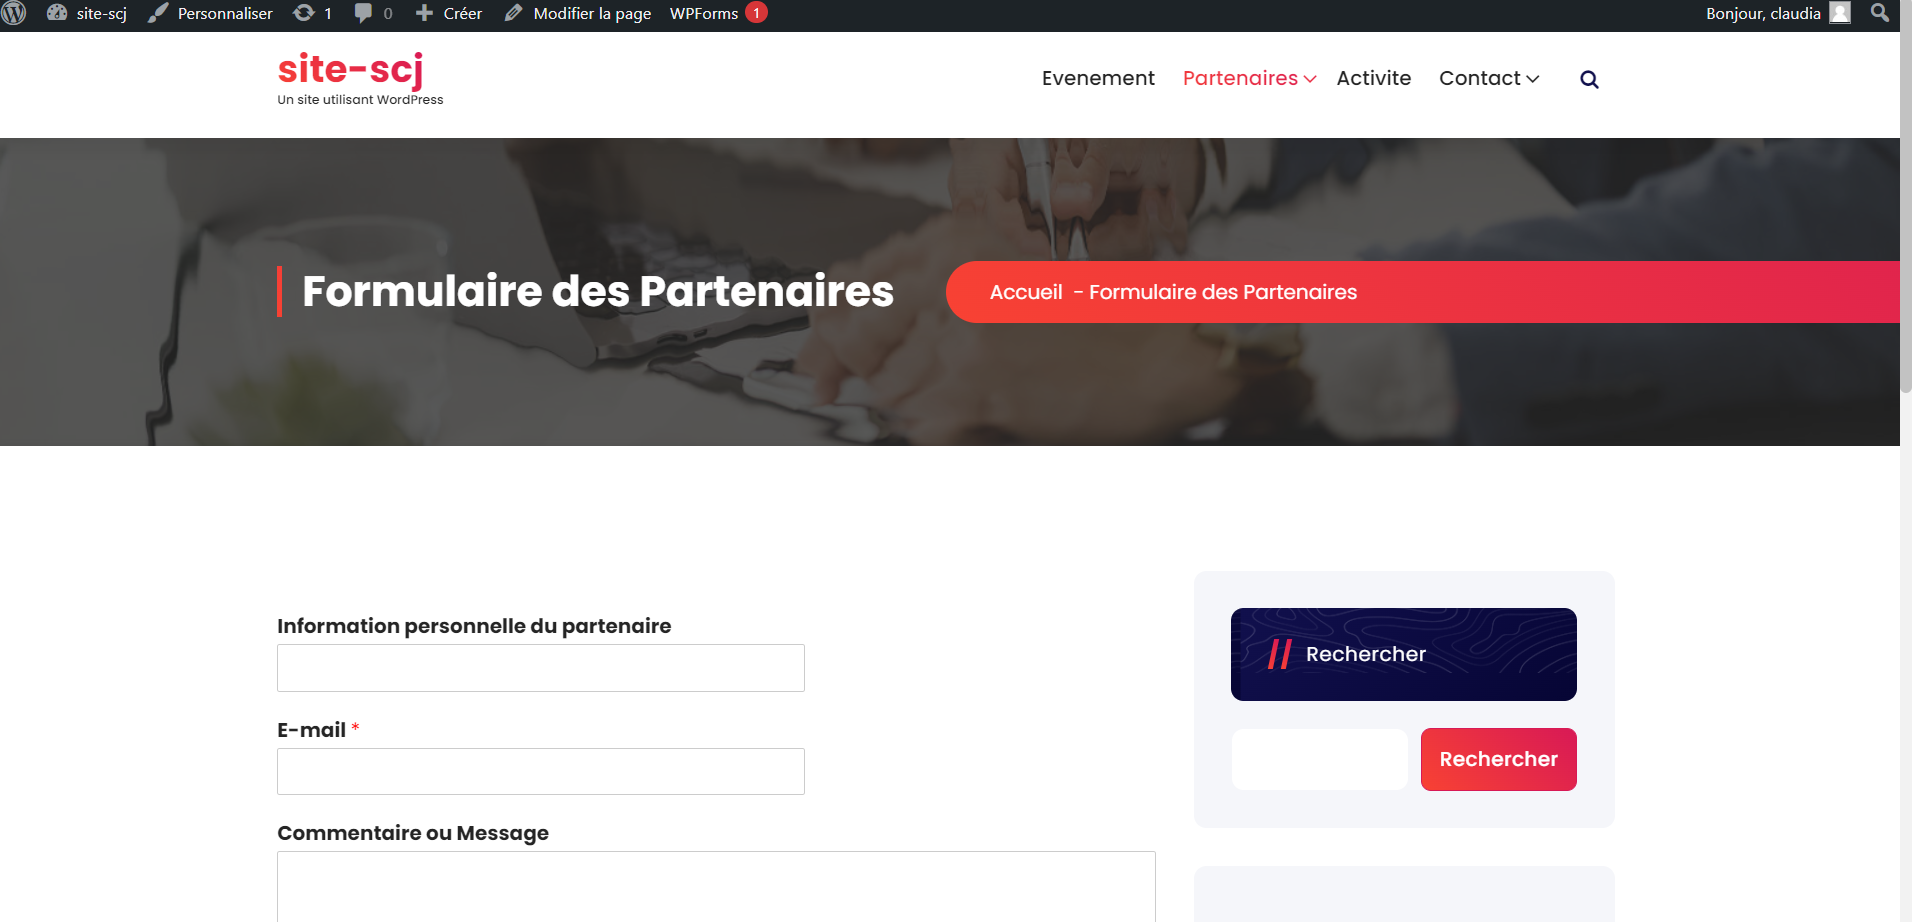 site-scj Personnaliser 1 0 Créer Modifier la page WPForms 1 Bonjour, claudia
site-scj
Un site utilisant WordPress
Evenement Partenaires Activite Contact
Formulaire des Partenaires
Accueil - Formulaire des Partenaires
Information personnelle du partenaire
E-mail *
Commentaire ou Message
// Rechercher
Rechercher